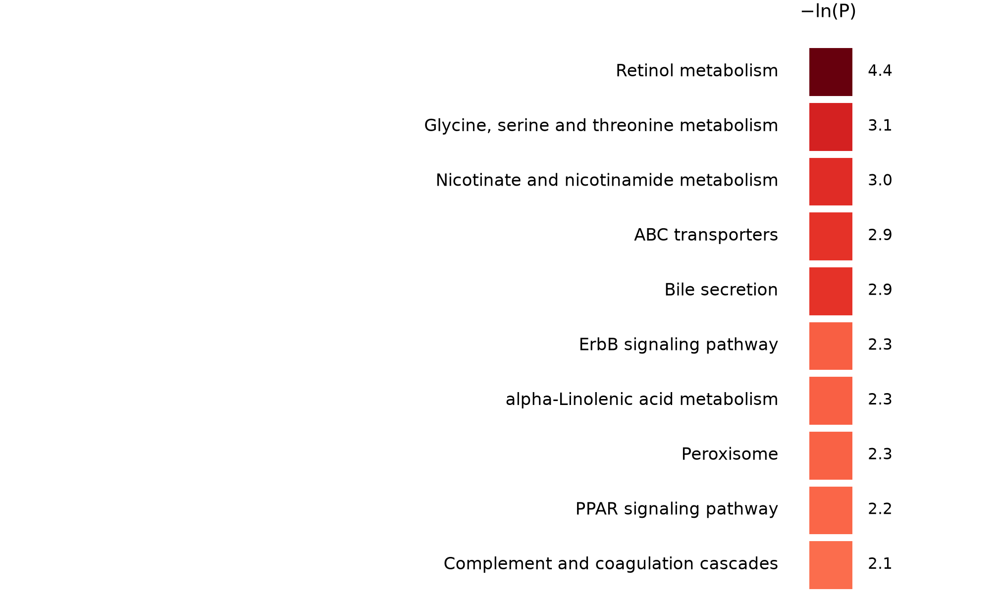 −ln(P)
Retinol metabolism 4.4
Glycine, serine and threonine metabolism 3.1
Nicotinate and nicotinamide metabolism 3.0
ABC transporters 2.9
Bile secretion 2.9
ErbB signaling pathway 2.3
alpha-Linolenic acid metabolism 2.3
Peroxisome 2.3
PPAR signaling pathway 2.2
Complement and coagulation cascades 2.1